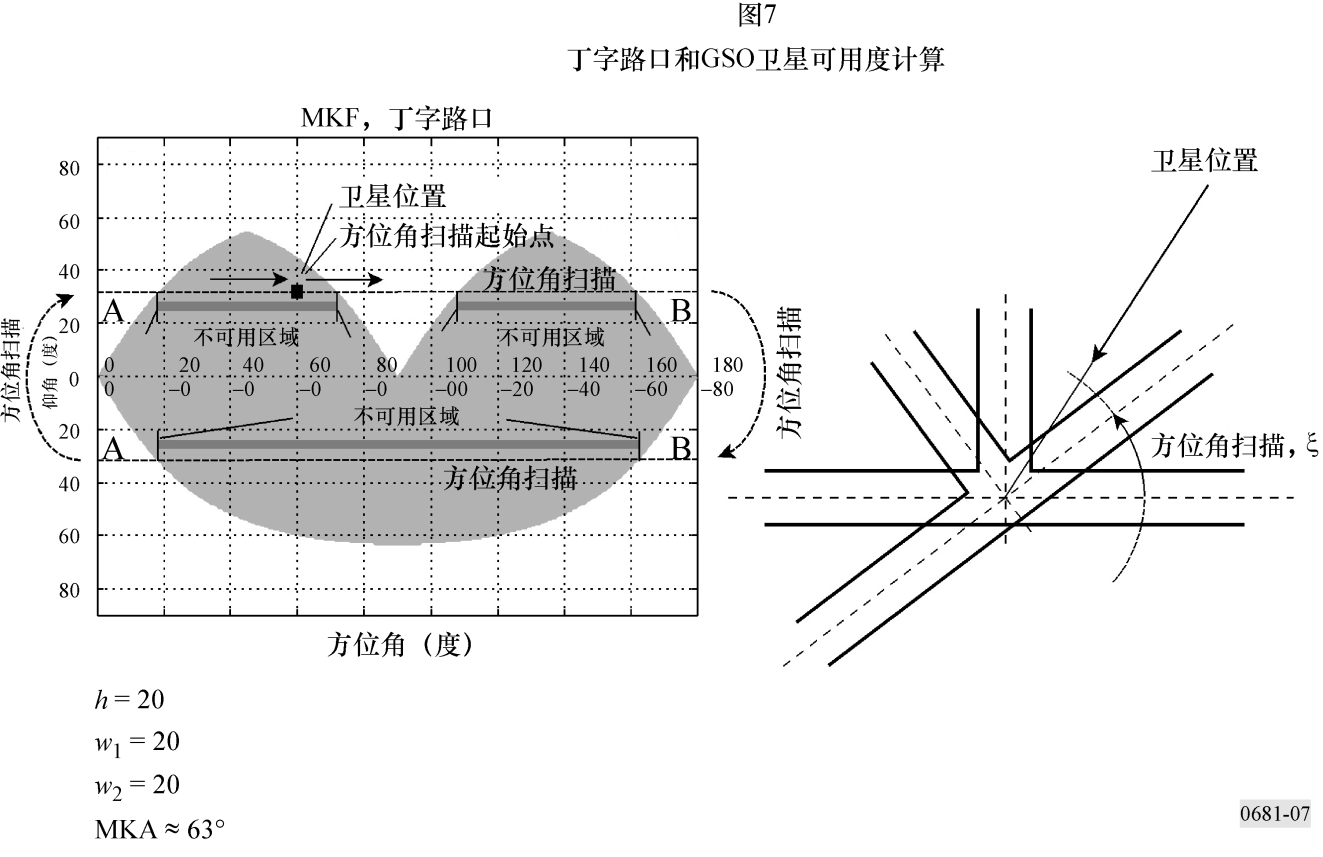 图7
丁字路口和GSO卫星可用度计算
MKF，丁字路口
卫星位置
方位角扫描起始点
方位角扫描
A
B
不可用区域
不可用区域
80
60
40
20
0
20
40
60
80
仰角（度）
0 20 40 60 80 100 120 140 160 180
0 –0 –0 –0 –0 –00 –20 –40 –60 –80
不可用区域
A
B
方位角扫描
方位角扫描
方位角扫描
方位角（度）
卫星位置
方位角扫描，ξ
h = 20
w1 = 20
w2 = 20
MKA ≈ 63°
0681-07